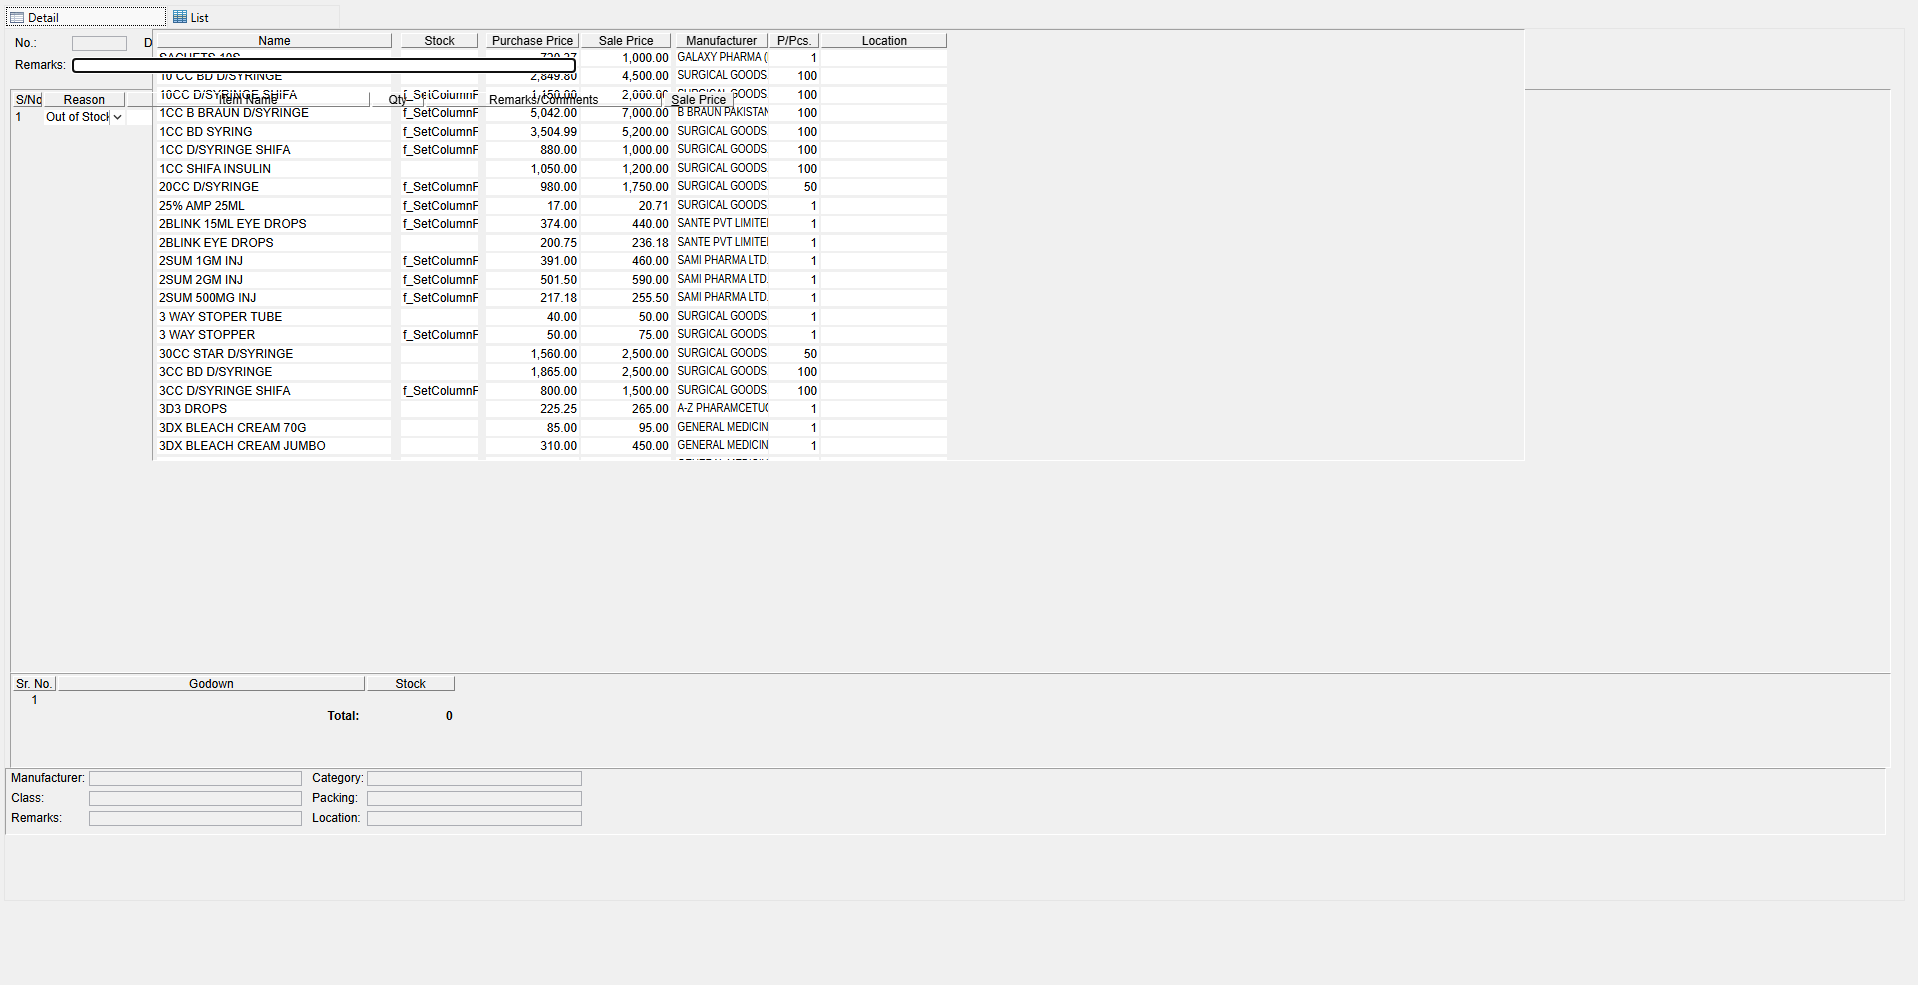 Detail List
No.: D
Name Stock Purchase Price Sale Price Manufacturer P/Pcs. Location
SACHETS 10S 720.37 1,000.00 GALAXY PHARMA ( 1
Remarks:
10 CC BD D/SYRINGE 2,849.80 4,500.00 SURGICAL GOODS 100
10CC D/SYRINGE SHIFA f_SetColumnF 1,150.00 2,000.00 SURGICAL GOODS 100
S/No Reason Item Name Qty Remarks/Comments Sale Price
1 Out of Stock
1CC B BRAUN D/SYRINGE f_SetColumnF 5,042.00 7,000.00 B BRAUN PAKISTAN 100
1CC BD SYRING f_SetColumnF 3,504.99 5,200.00 SURGICAL GOODS 100
1CC D/SYRINGE SHIFA f_SetColumnF 880.00 1,000.00 SURGICAL GOODS 100
1CC SHIFA INSULIN 1,050.00 1,200.00 SURGICAL GOODS 100
20CC D/SYRINGE f_SetColumnF 980.00 1,750.00 SURGICAL GOODS 50
25% AMP 25ML f_SetColumnF 17.00 20.71 SURGICAL GOODS 1
2BLINK 15ML EYE DROPS f_SetColumnF 374.00 440.00 SANTE PVT LIMITE 1
2BLINK EYE DROPS 200.75 236.18 SANTE PVT LIMITE 1
2SUM 1GM INJ f_SetColumnF 391.00 460.00 SAMI PHARMA LTD. 1
2SUM 2GM INJ f_SetColumnF 501.50 590.00 SAMI PHARMA LTD. 1
2SUM 500MG INJ f_SetColumnF 217.18 255.50 SAMI PHARMA LTD. 1
3 WAY STOPER TUBE 40.00 50.00 SURGICAL GOODS 1
3 WAY STOPPER f_SetColumnF 50.00 75.00 SURGICAL GOODS 1
30CC STAR D/SYRINGE 1,560.00 2,500.00 SURGICAL GOODS 50
3CC BD D/SYRINGE 1,865.00 2,500.00 SURGICAL GOODS 100
3CC D/SYRINGE SHIFA f_SetColumnF 800.00 1,500.00 SURGICAL GOODS 100
3D3 DROPS 225.25 265.00 A-Z PHARAMCETUC 1
3DX BLEACH CREAM 70G 85.00 95.00 GENERAL MEDICIN 1
3DX BLEACH CREAM JUMBO 310.00 450.00 GENERAL MEDICIN 1
Sr. No. Godown Stock
1
Total: 0
Manufacturer: Category:
Class: Packing:
Remarks: Location: